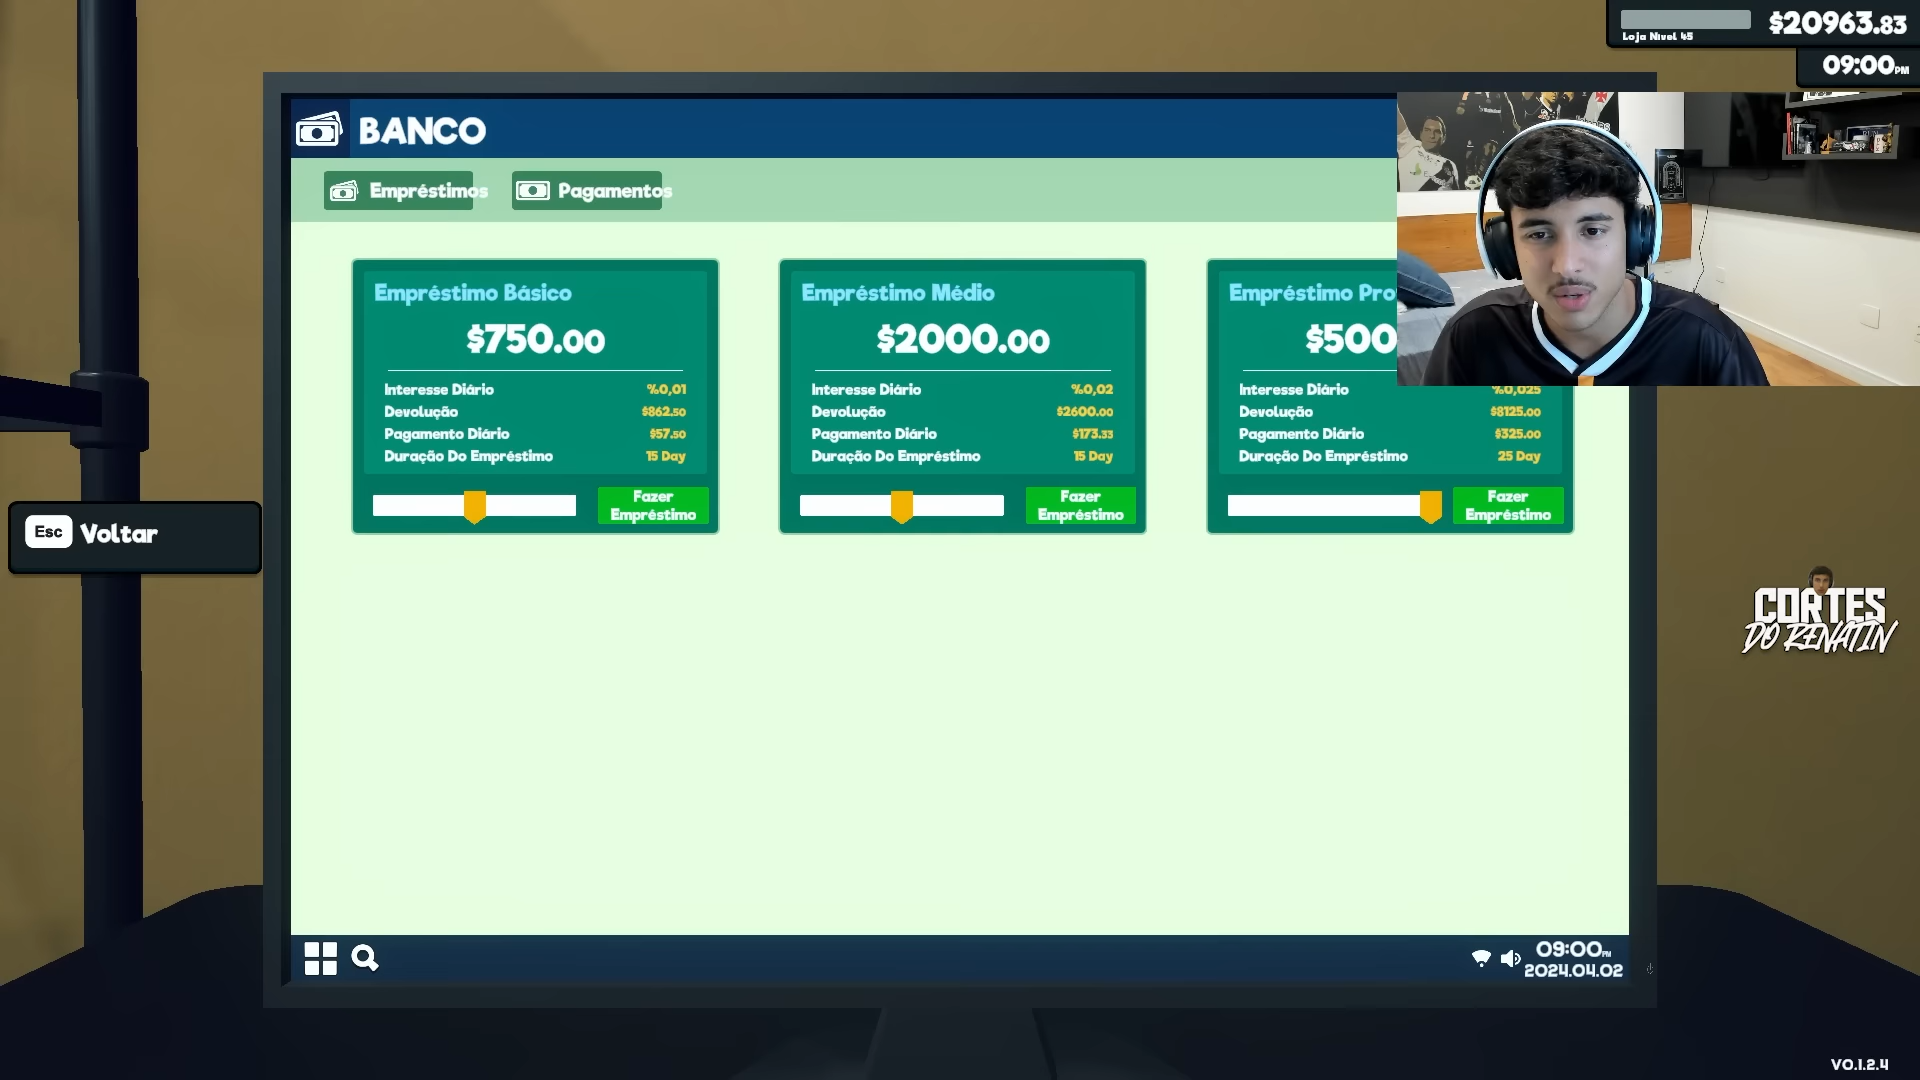 $20963.83
Loja Nível 45
09:00PM
BANCO
Empréstimos
Pagamentos
Empréstimo Básico
$750.00
Interesse Diário %0,01
Devolução $862.50
Pagamento Diário $57.50
Duração Do Empréstimo 15 Day
Fazer
Empréstimo
Empréstimo Médio
$2000.00
Interesse Diário %0,02
Devolução $2600.00
Pagamento Diário $173.33
Duração Do Empréstimo 15 Day
Fazer
Empréstimo
Empréstimo Pro
$500
Interesse Diário %0,025
Devolução $8125.00
Pagamento Diário $325.00
Duração Do Empréstimo 25 Day
Fazer
Empréstimo
Esc Voltar
CORTES
DO RENATIN
09:00PM
2024.04.02
V0.1.2.4